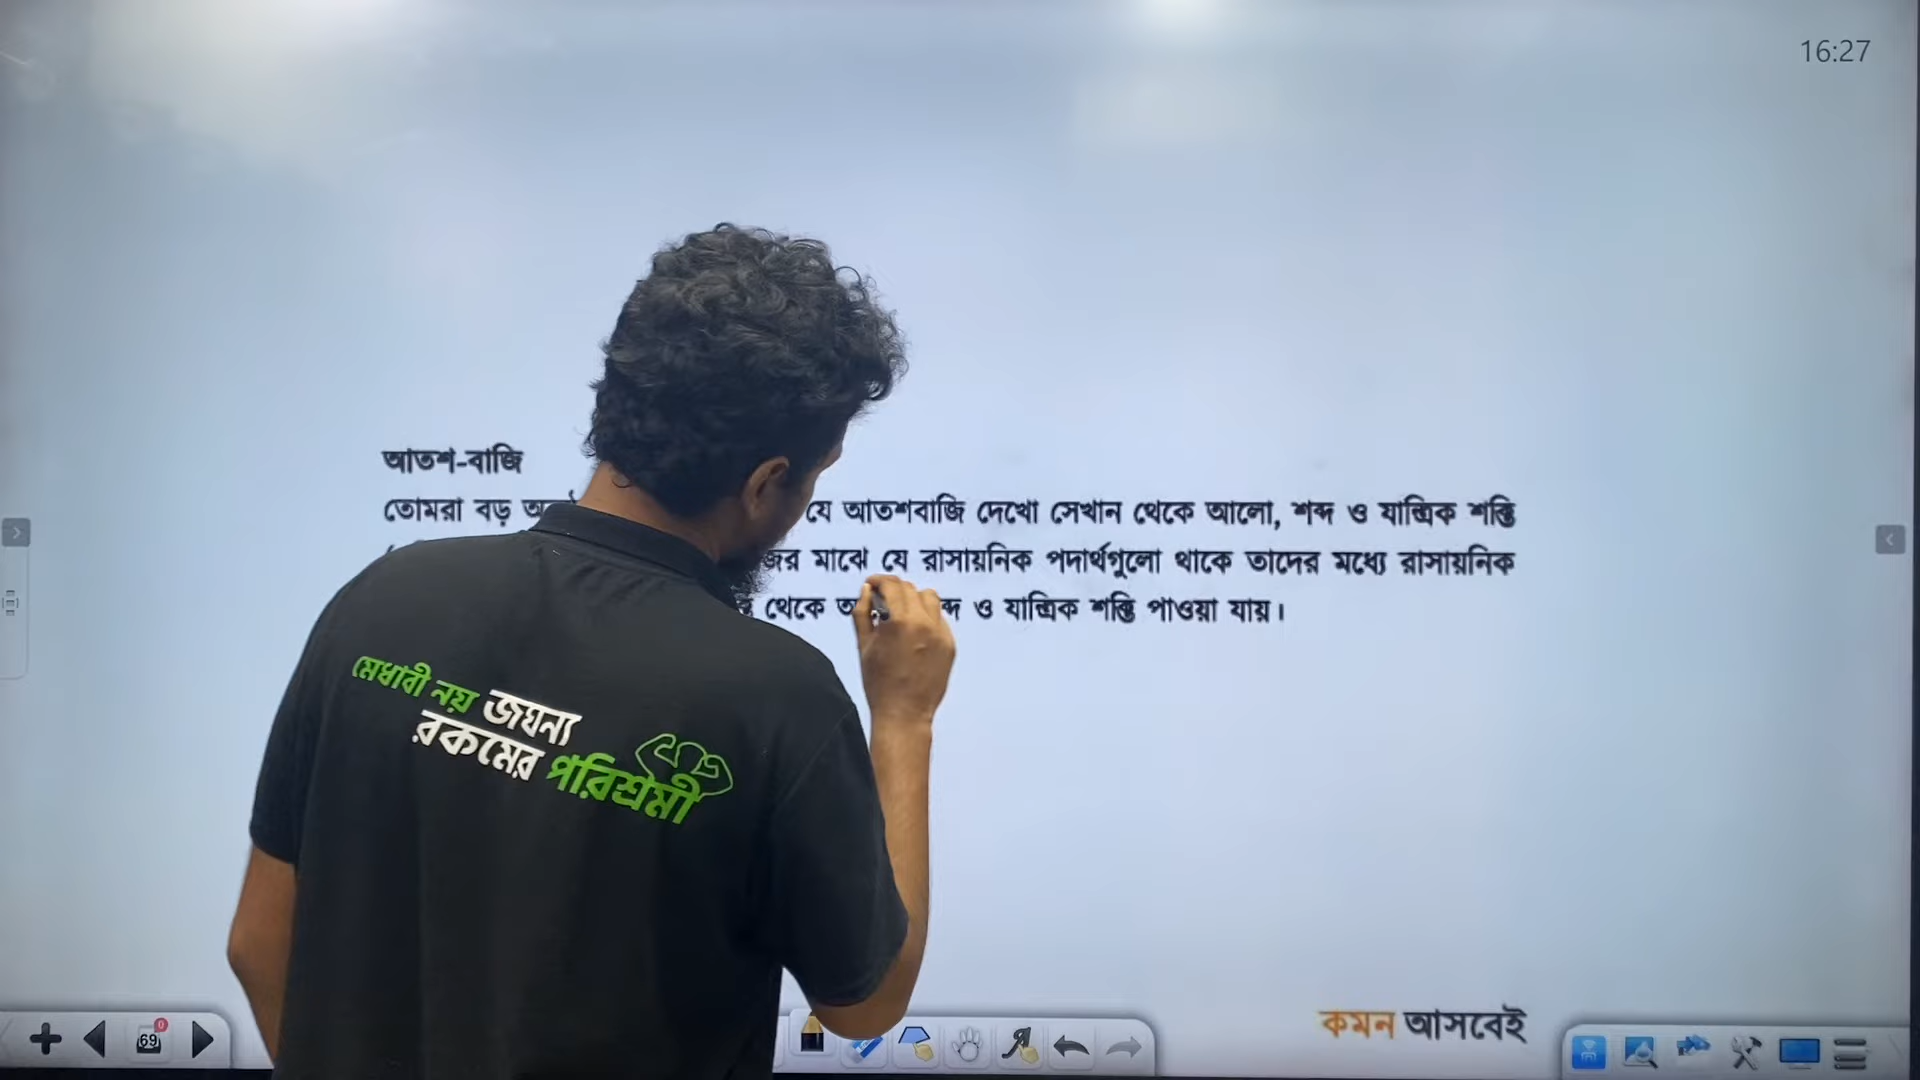 16:27
আতশ-বাজি
তোমরা বড় যে আতশবাজি দেখো সেখান থেকে আলো, শব্দ ও যান্ত্রিক শক্তি
মাঝে যে রাসায়নিক পদার্থগুলো থাকে তাদের মধ্যে রাসায়নিক
থেকে ও যান্ত্রিক শক্তি পাওয়া যায়।
মেধাবী নয় জঘন্য
রকমের পরিশ্রমী
কমন আসবেই
69
0